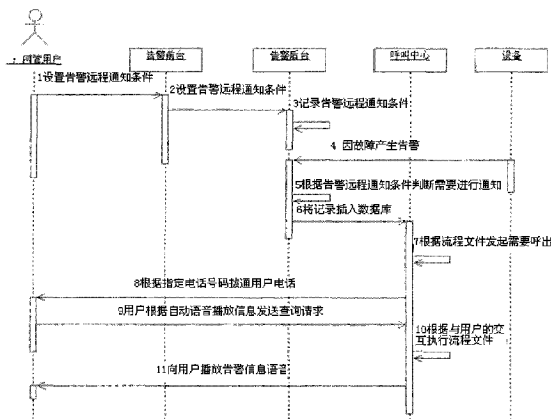 : 网管用户
告警前台
告警后台
呼叫中心
设备
1设置告警远程通知条件
2设置告警远程通知条件
3记录告警远程通知条件
4 因故障产生告警
5根据告警远程通知条件判断需要进行通知
6将记录插入数据库
7根据流程文件发起需要呼出
8根据指定电话号码拨通用户电话
9用户根据自动语音播放信息发送查询请求
10根据与用户的交
互执行流程文件
11向用户播放告警信息语音